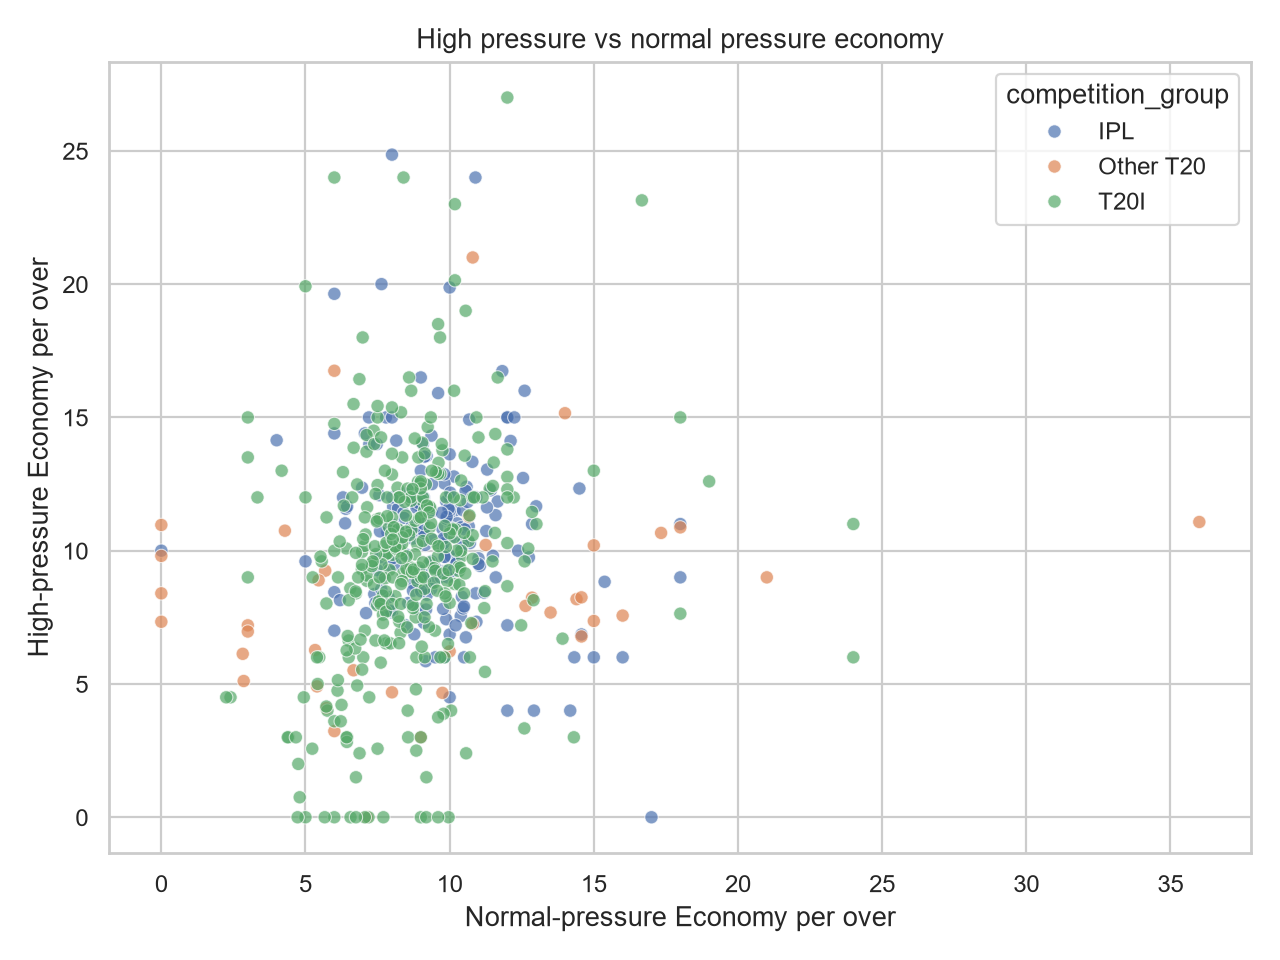 High pressure vs normal pressure economy
competition_group
IPL
Other T20
T20I
High-pressure Economy per over
25
20
15
10
5
0
0 5 10 15 20 25 30 35
Normal-pressure Economy per over